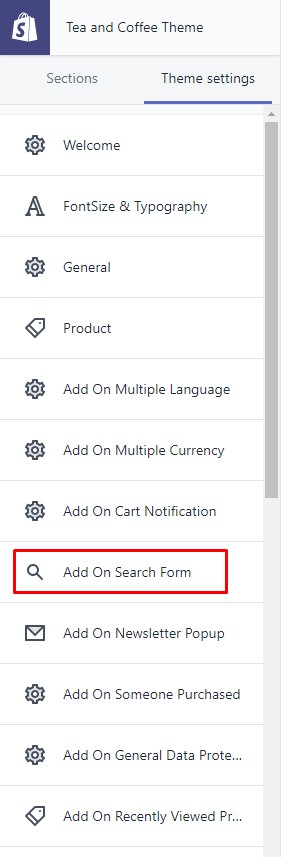 Tea and Coffee Theme
Sections Theme settings
Welcome
FontSize & Typography
General
Product
Add On Multiple Language
Add On Multiple Currency
Add On Cart Notification
Add On Search Form
Add On Newsletter Popup
Add On Someone Purchased
Add On General Data Prote...
Add On Recently Viewed Pr...